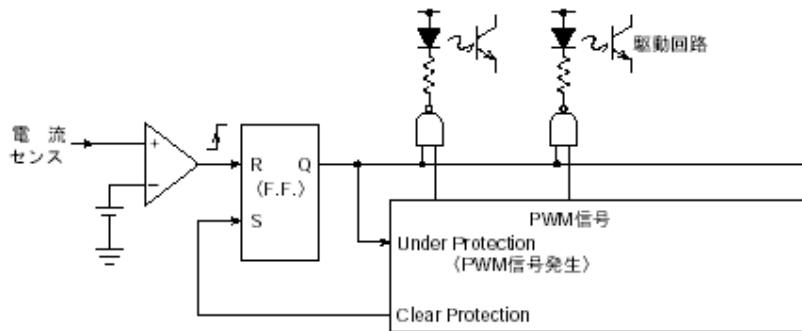 駆動回路
電 流
センス
+
−
R Q
(F.F.)
S
PWM信号
Under Protection
〈PWM信号発生〉
Clear Protection